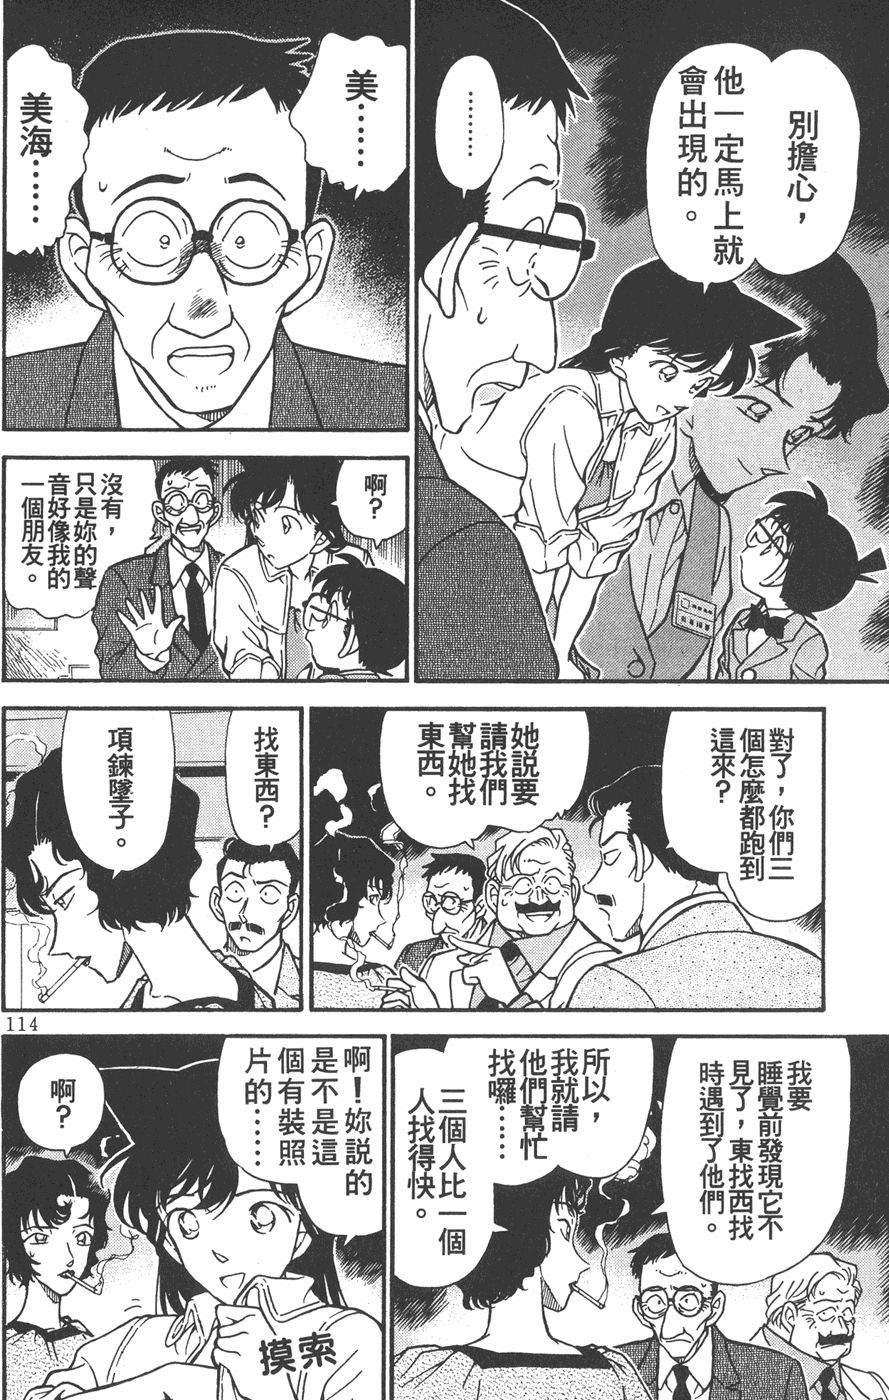 別擔心，
他一定馬上就
會出現的。
………
美……
美海……
啊？
沒有，
只是妳的聲
音好像我的
一個朋友。
對了，你們三
個怎麼都跑到
這來？
她說要
請我們
幫她找
東西。
找東西？
項鍊墜子。
我要
睡覺前發現它不
見了，東找西找
時遇到了他們。
所以，
我就請
他們幫忙
找囉……
三個人比一個
人找得快。
啊！妳說的
是不是這
個有裝照
片的……
摸索
啊？
114